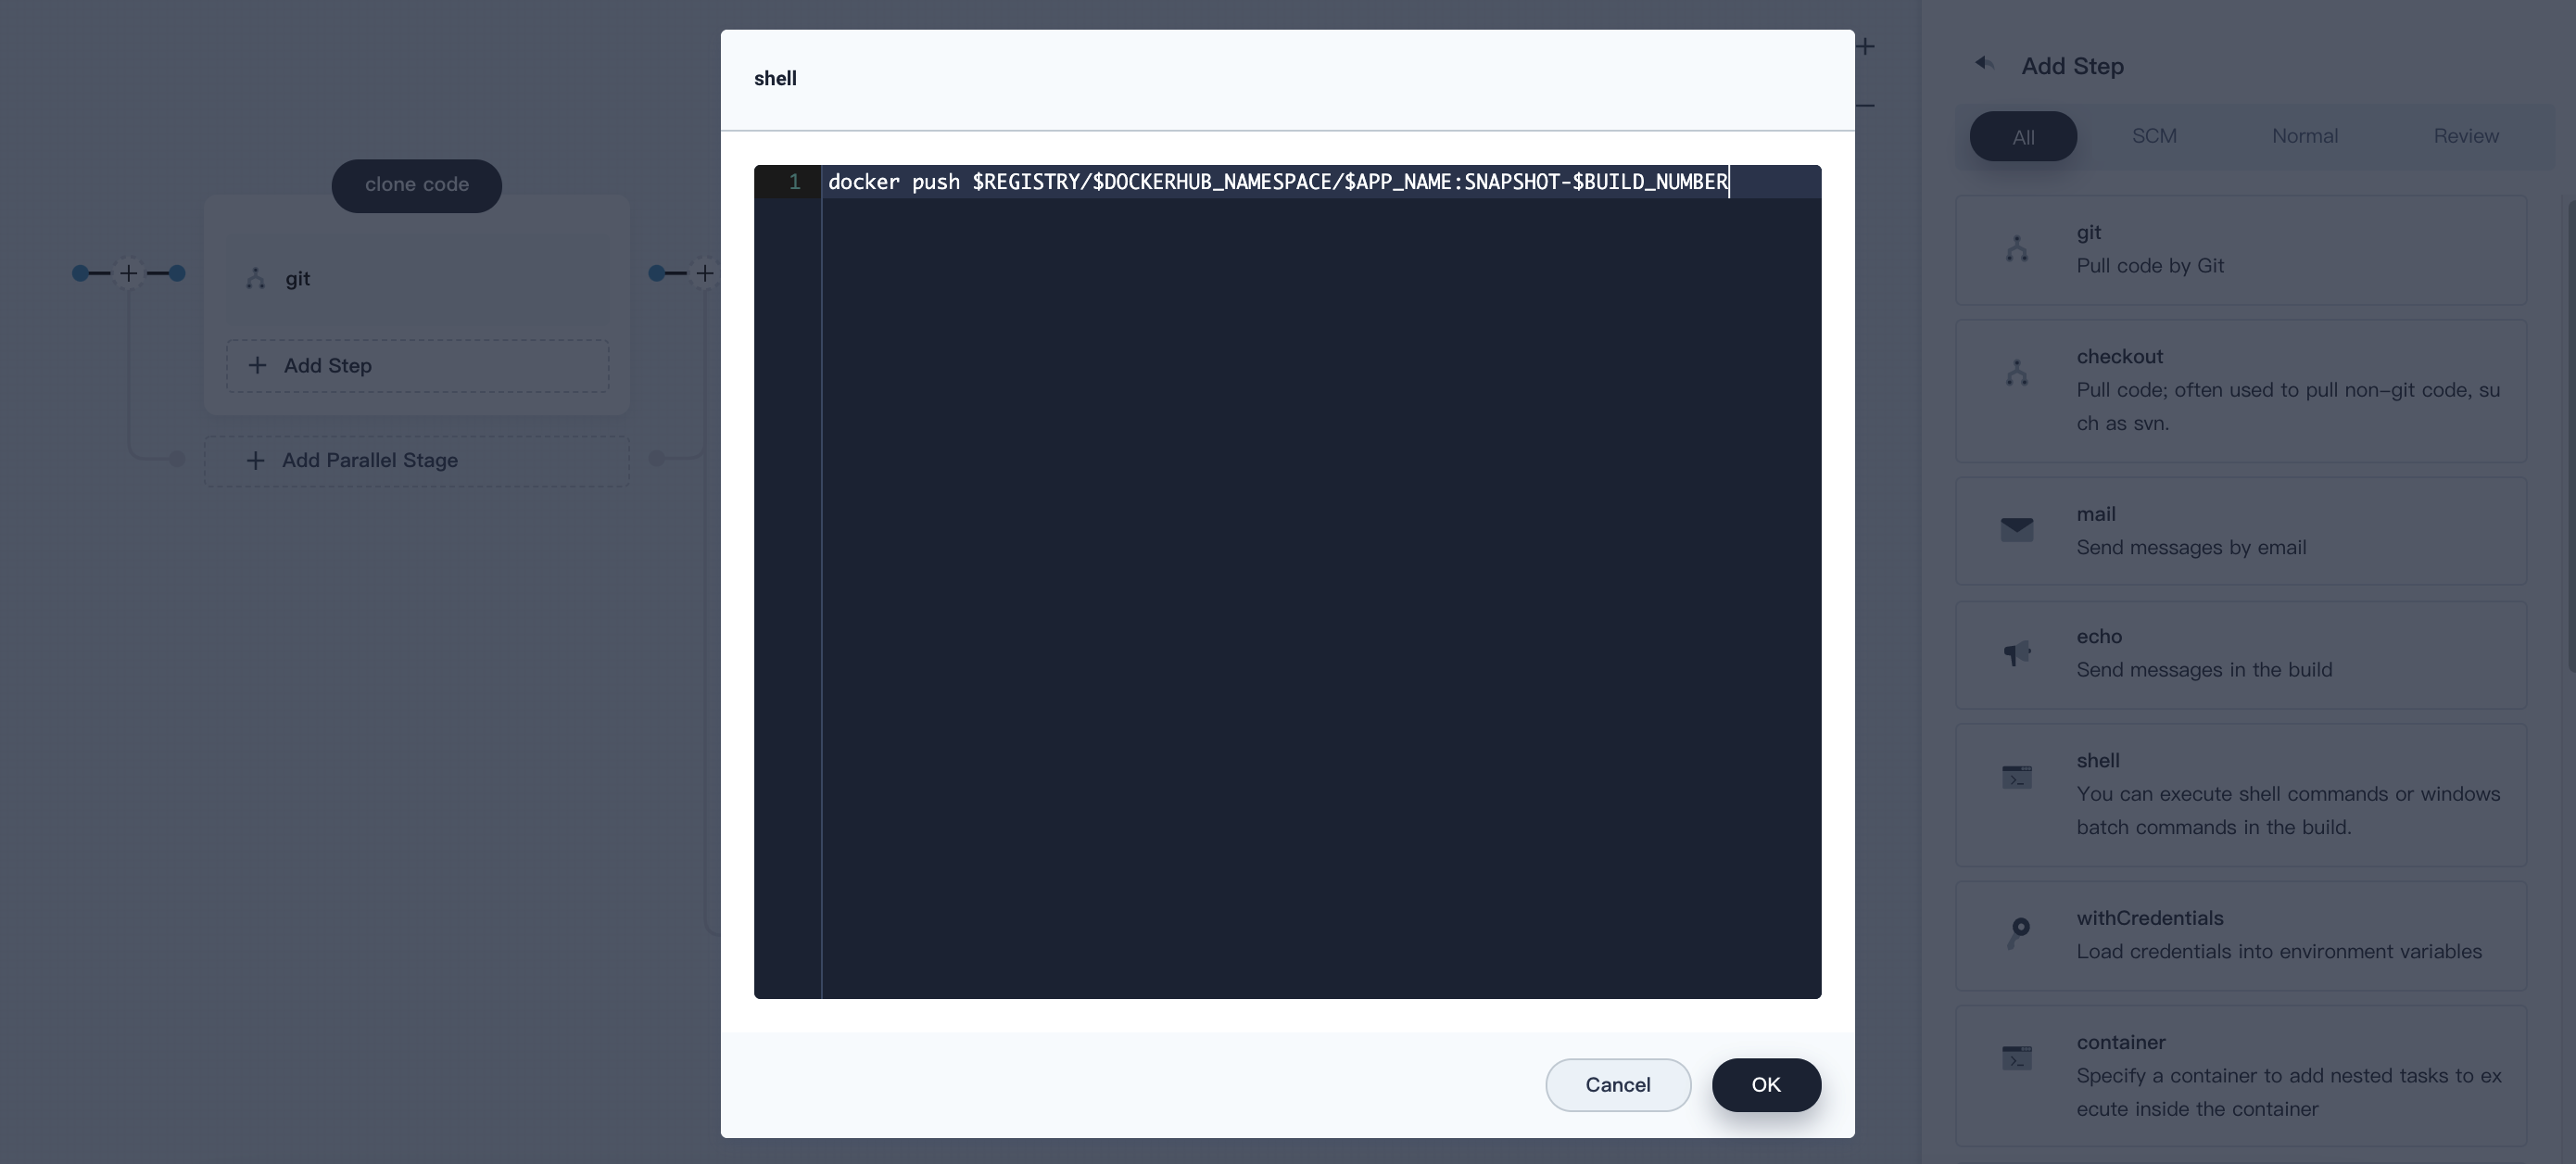 shell
1 docker push $REGISTRY/$DOCKERHUB_NAMESPACE/$APP_NAME:SNAPSHOT-$BUILD_NUMBER
Cancel
OK
clone code
git
Add Step
Add Parallel Stage
Add Step
All
SCM
Normal
Review
git
Pull code by Git
checkout
Pull code; often used to pull non-git code, su
ch as svn.
mail
Send messages by email
echo
Send messages in the build
shell
You can execute shell commands or windows
batch commands in the build.
withCredentials
Load credentials into environment variables
container
Specify a container to add nested tasks to ex
ecute inside the container